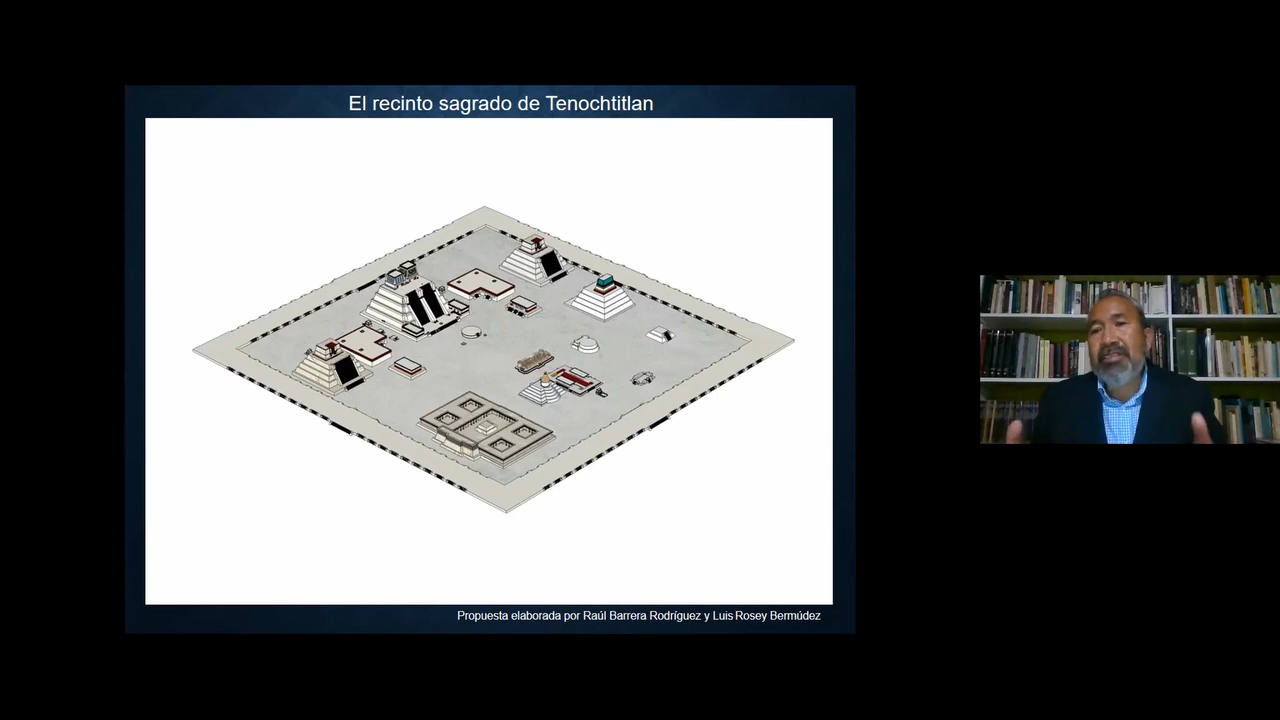 El recinto sagrado de Tenochtitlan
Propuesta elaborada por Raúl Barrera Rodríguez y Luis Rosey Bermúdez